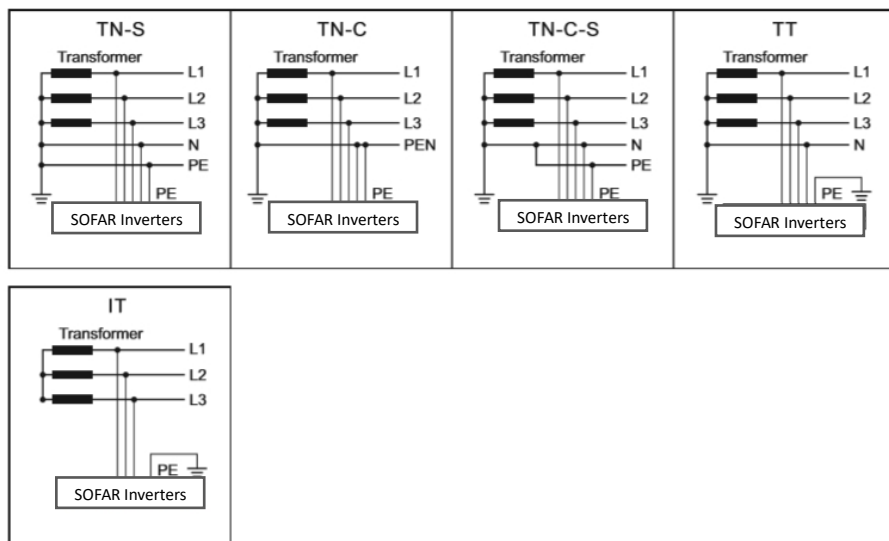 TN-S
Transformer
L1
L2
L3
N
PE
PE
SOFAR Inverters
TN-C
Transformer
L1
L2
L3
PEN
PE
SOFAR Inverters
TN-C-S
Transformer
L1
L2
L3
N
PE
PE
SOFAR Inverters
TT
Transformer
L1
L2
L3
N
PE
SOFAR Inverters
IT
Transformer
L1
L2
L3
PE
SOFAR Inverters